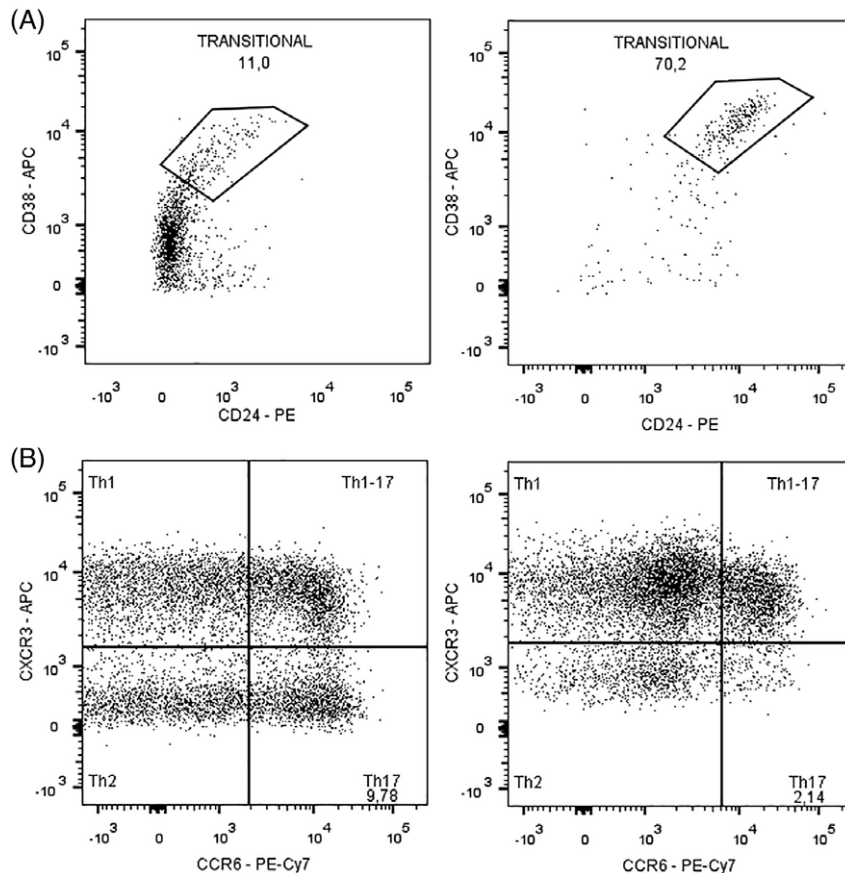 (A)
TRANSITIONAL
11,0
10^5
10^4
10^3
0
-10^3
CD38 - APC
-10^3 0 10^3 10^4 10^5
CD24 - PE
TRANSITIONAL
70,2
10^5
10^4
10^3
0
-10^3
CD38 - APC
-10^3 0 10^3 10^4 10^5
CD24 - PE
(B)
Th1 Th1-17
10^5
10^4
10^3
0
-10^3
CXCR3 - APC
Th2 Th17
9,78
-10^3 0 10^3 10^4 10^5
CCR6 - PE-Cy7
Th1 Th1-17
10^5
10^4
10^3
0
-10^3
CXCR3 - APC
Th2 Th17
2,14
-10^3 0 10^3 10^4 10^5
CCR6 - PE-Cy7